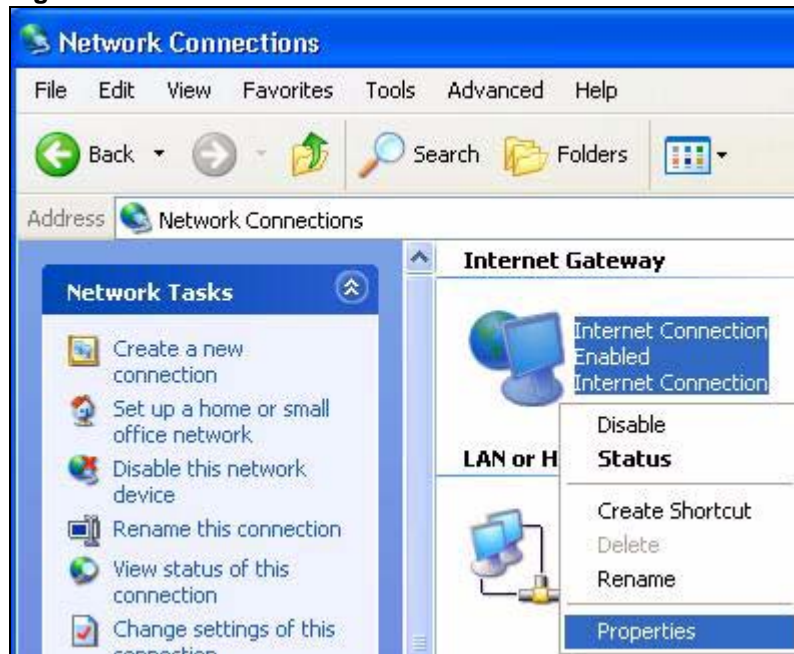 Network Connections
File Edit View Favorites Tools Advanced Help
Back Search Folders
Address Network Connections
Network Tasks
Create a new
connection
Set up a home or small
office network
Disable this network
device
Rename this connection
View status of this
connection
Change settings of this
connection
Internet Gateway
Internet Connection
Enabled
Internet Connection
LAN or H
Disable
Status
Create Shortcut
Delete
Rename
Properties